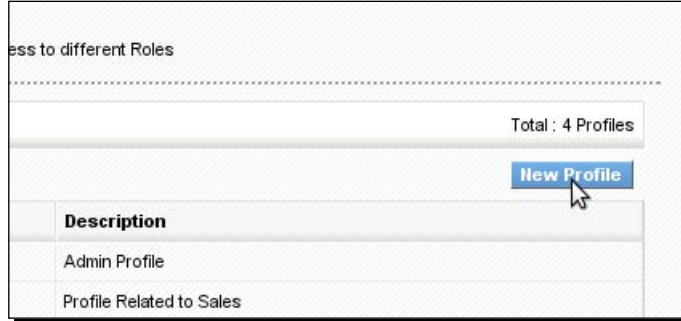 ess to different Roles
Total : 4 Profiles
New Profile
Description
Admin Profile
Profile Related to Sales